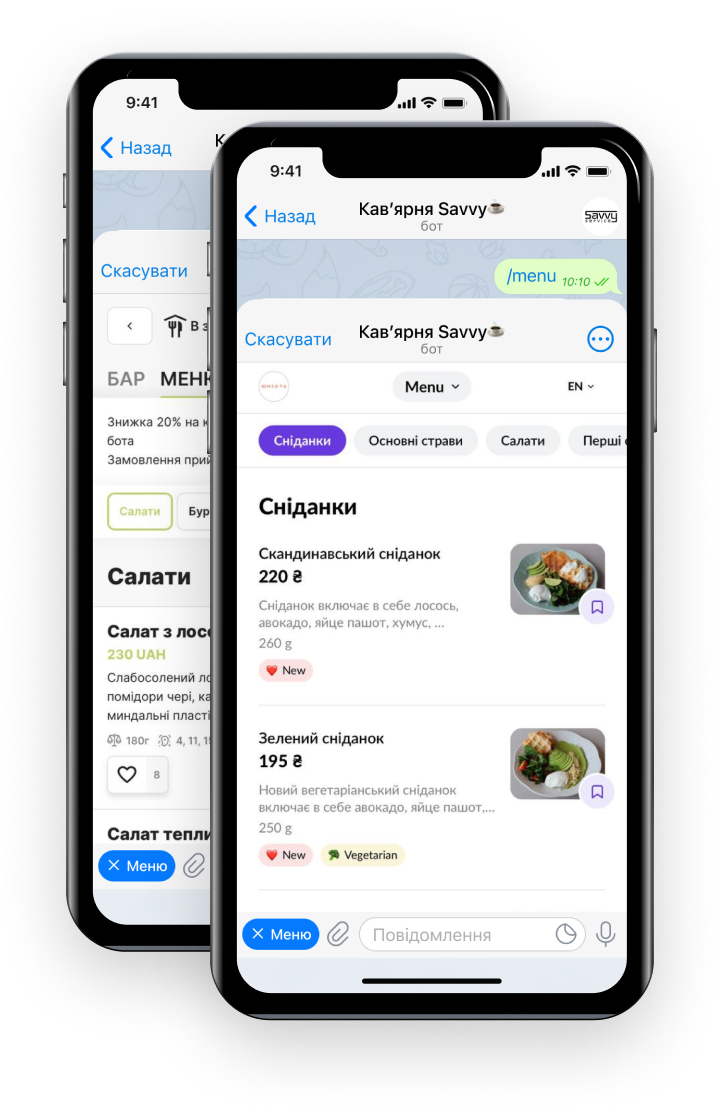 9:41
Назад
К
Скасувати
В з
БАР МЕНЮ
Знижка 20% на к
бота
Замовлення прий
Салати
Бур
Салати
Салат з лосо
230 UAH
Слабосолений ло
помідори чері, ка
миндальні пласті
180г 4, 11, 1
8
Салат тепли
Меню
9:41
Назад
Кав’ярня Savvy
бот
savvy
SERVICE
/menu 10:10
Скасувати
Кав’ярня Savvy
бот
ЮНІСТЬ
Menu
EN
Сніданки
Основні страви
Салати
Перші
Сніданки
Скандинавський сніданок
220 ₴
Сніданок включає в себе лосось,
авокадо, яйце пашот, хумус, ...
260 g
New
Зелений сніданок
195 ₴
Новий вегетаріанський сніданок
включає в себе авокадо, яйце пашот,...
250 g
New
Vegetarian
Меню
Повідомлення